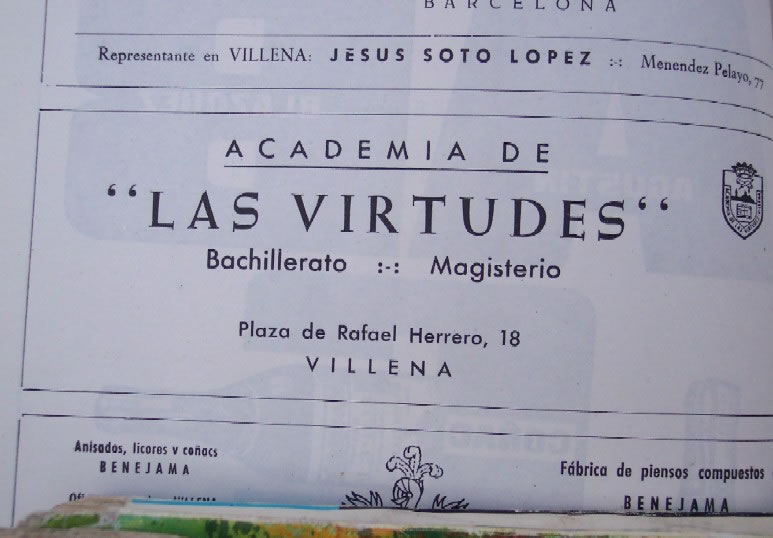 BARCELONA
Representante en VILLENA: JESUS SOTO LOPEZ :-: Menendez Pelayo, 77
ACADEMIA DE
“LAS VIRTUDES“
Bachillerato :-: Magisterio
Plaza de Rafael Herrero, 18
VILLENA
Anisados, licores y coñacs
BENEJAMA
Fábrica de piensos compuestos
BENEJAMA
VILLENA